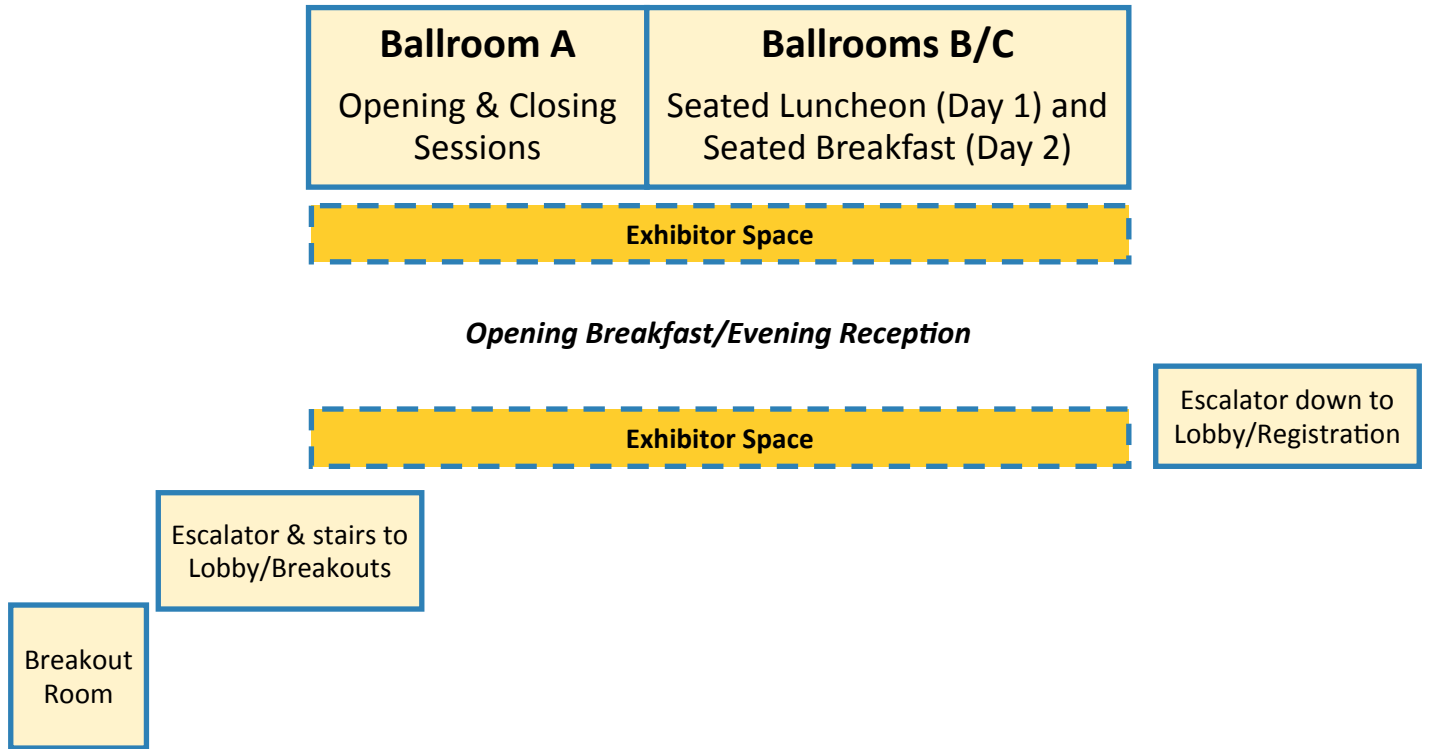 Ballroom A
Opening & Closing
Sessions
Ballrooms B/C
Seated Luncheon (Day 1) and
Seated Breakfast (Day 2)
Exhibitor Space
Opening Breakfast/Evening Reception
Escalator down to
Lobby/Registration
Exhibitor Space
Escalator & stairs to
Lobby/Breakouts
Breakout
Room